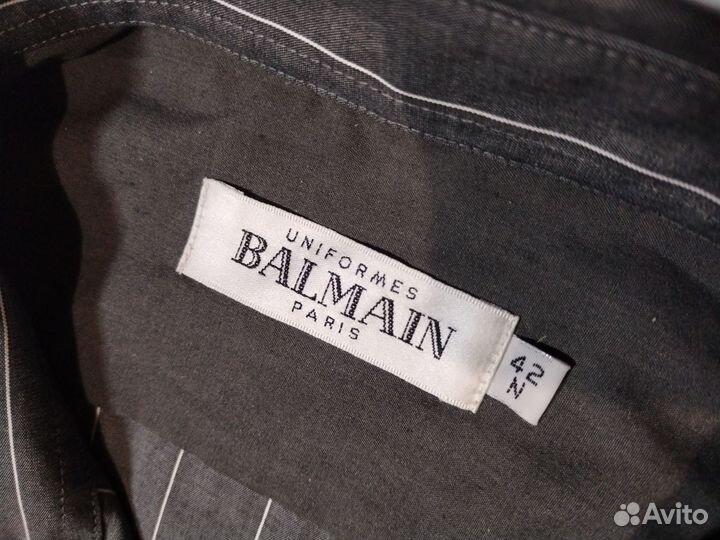 UNIFORMES
BALMAIN
PARIS
42
N
Avito